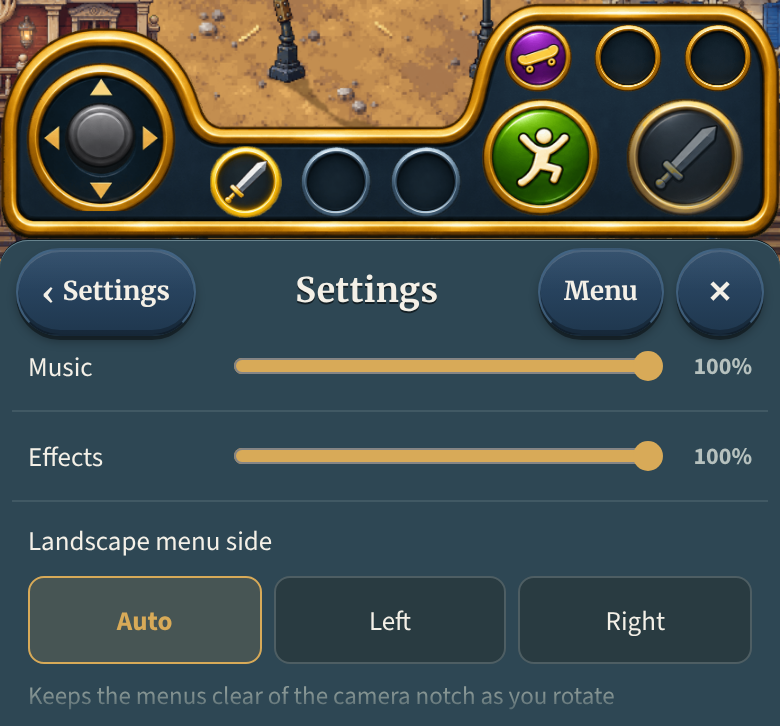 ‹ Settings
Settings
Menu
×
Music
100%
Effects
100%
Landscape menu side
Auto
Left
Right
Keeps the menus clear of the camera notch as you rotate